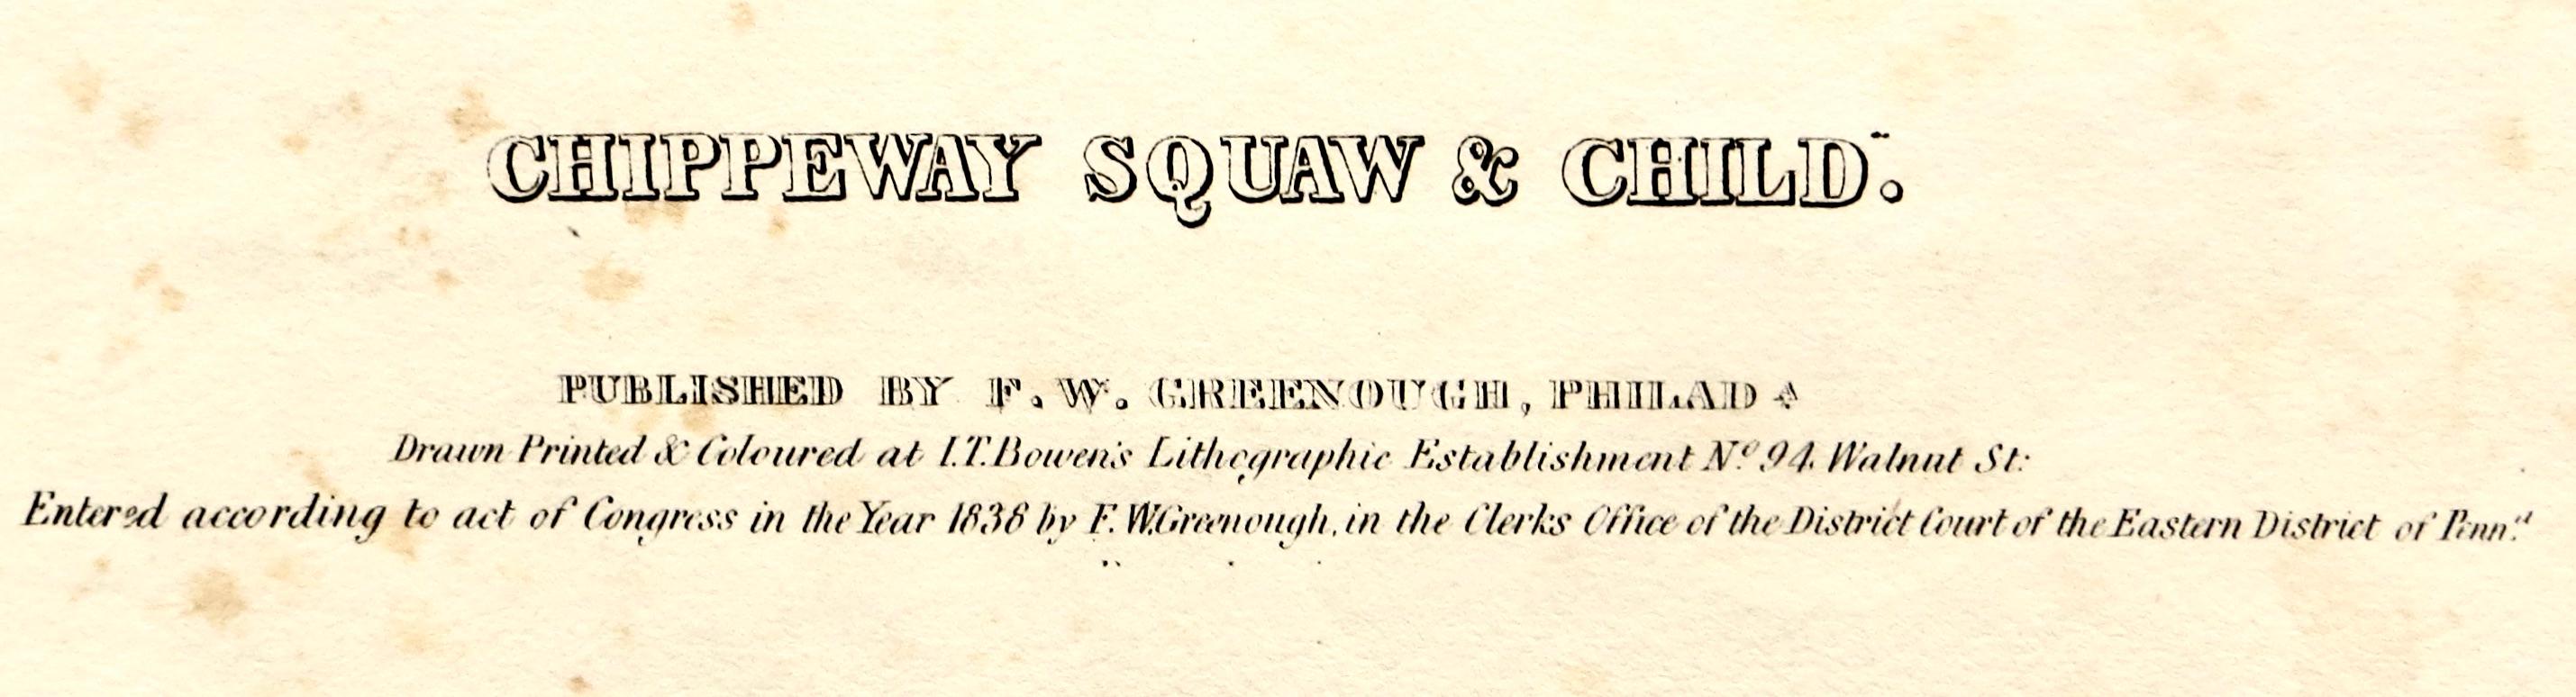 CHIPPEWAY SQUAW & CHILD.
PUBLISHED BY F. W. GREENOUGH, PHILADA
Drawn Printed & Coloured at I.T. Bowen's Lithographic Establishment No 94 Walnut St:
Entered according to act of Congress in the Year 1838 by F. W. Greenough, in the Clerks Office of the District Court of the Eastern District of Penna